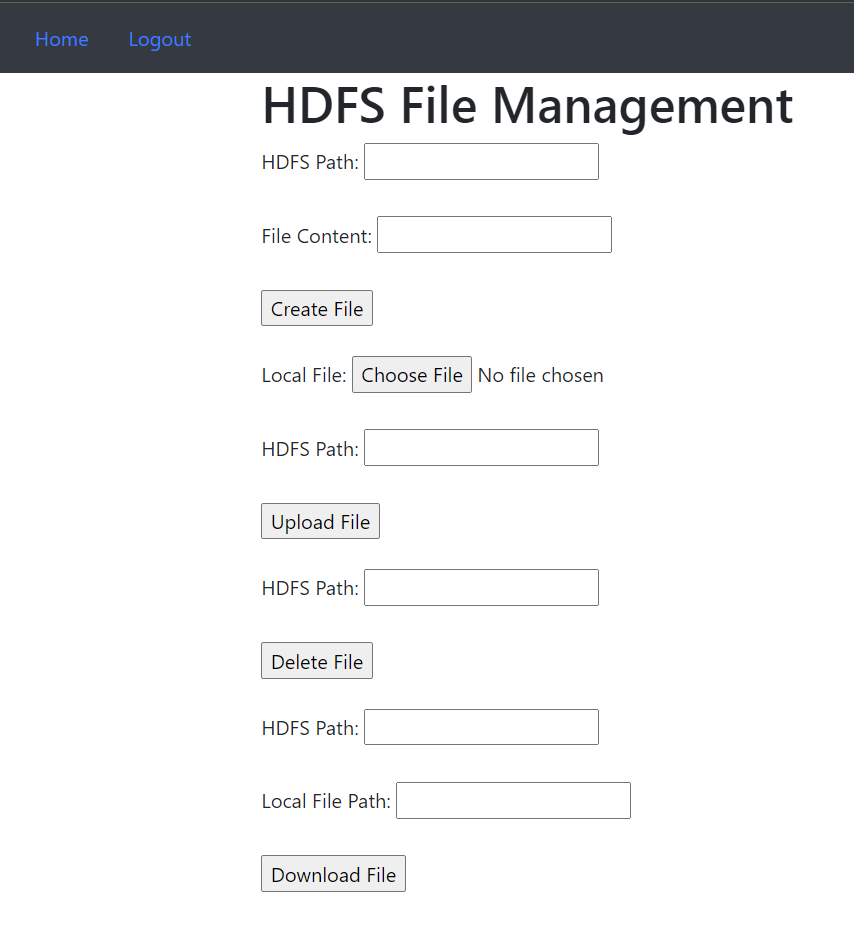 Home Logout
HDFS File Management
HDFS Path:
File Content:
Create File
Local File: Choose File No file chosen
HDFS Path:
Upload File
HDFS Path:
Delete File
HDFS Path:
Local File Path:
Download File